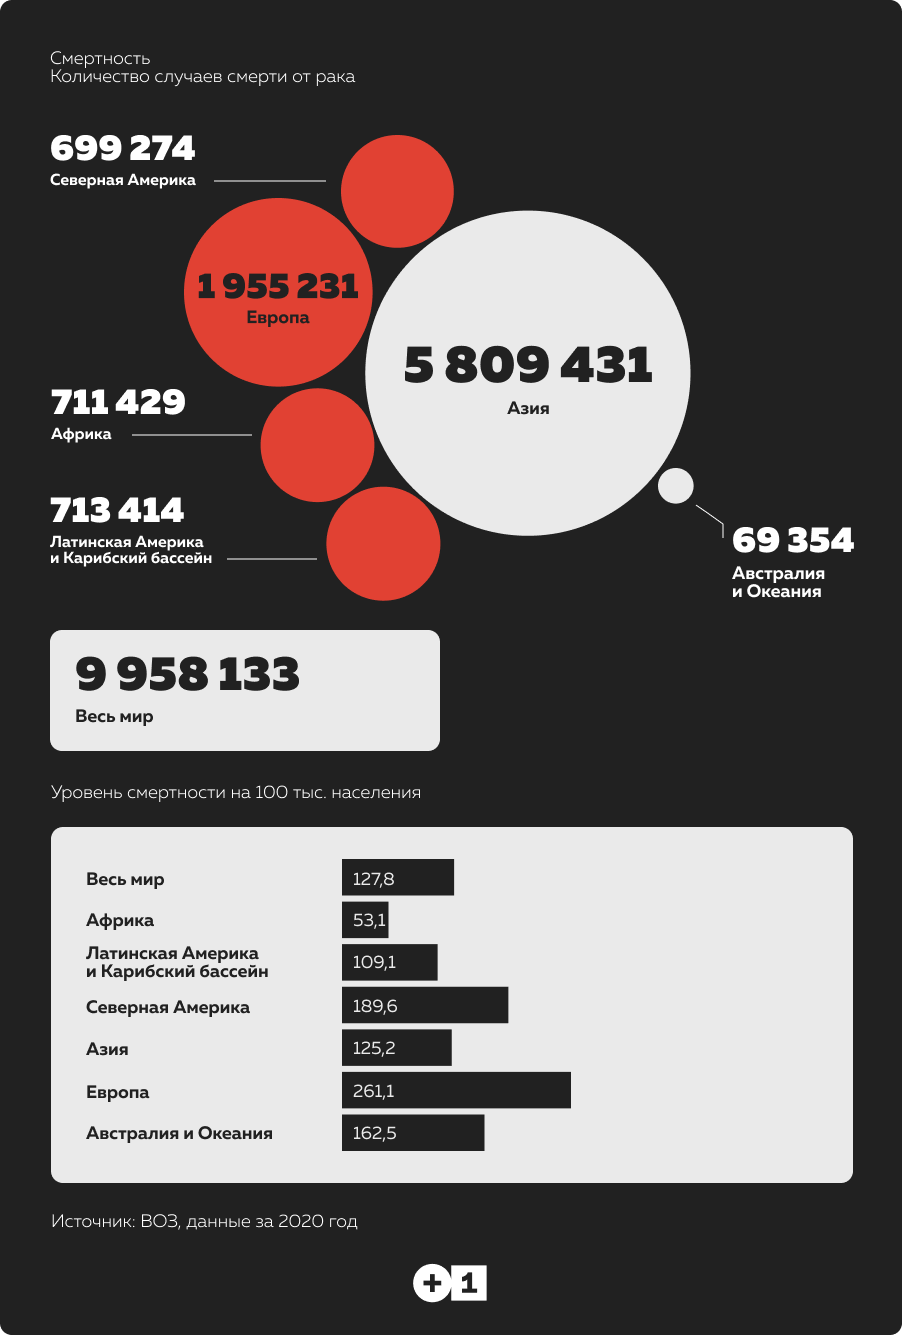 Смертность
Количество случаев смерти от рака
699 274
Северная Америка
1 955 231
Европа
5 809 431
Азия
711 429
Африка
713 414
Латинская Америка
и Карибский бассейн
69 354
Австралия
и Океания
9 958 133
Весь мир
Уровень смертности на 100 тыс. населения
Весь мир 127,8
Африка 53,1
Латинская Америка
и Карибский бассейн 109,1
Северная Америка 189,6
Азия 125,2
Европа 261,1
Австралия и Океания 162,5
Источник: ВОЗ, данные за 2020 год
+1